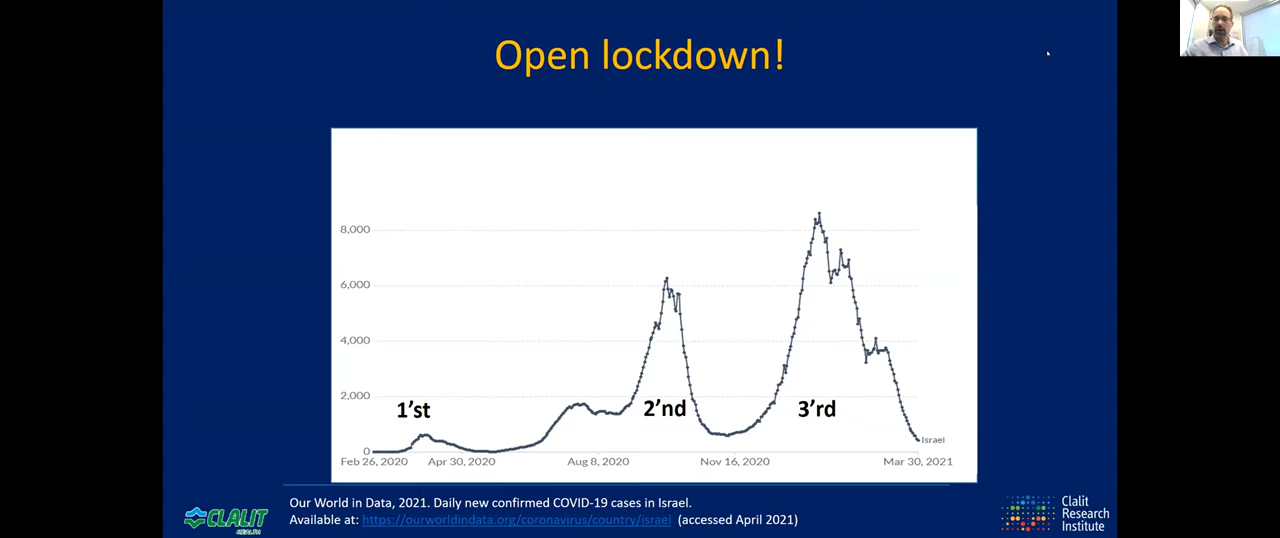 Open lockdown!
8,000
6,000
4,000
2,000
0
1'st
2'nd
3'rd
Israel
Feb 26, 2020 Apr 30, 2020 Aug 8, 2020 Nov 16, 2020 Mar 30, 2021
Our World in Data, 2021. Daily new confirmed COVID-19 cases in Israel.
Available at: https://ourworldindata.org/coronavirus/country/israel (accessed April 2021)
CLALIT
HEALTH
Clalit
Research
Institute